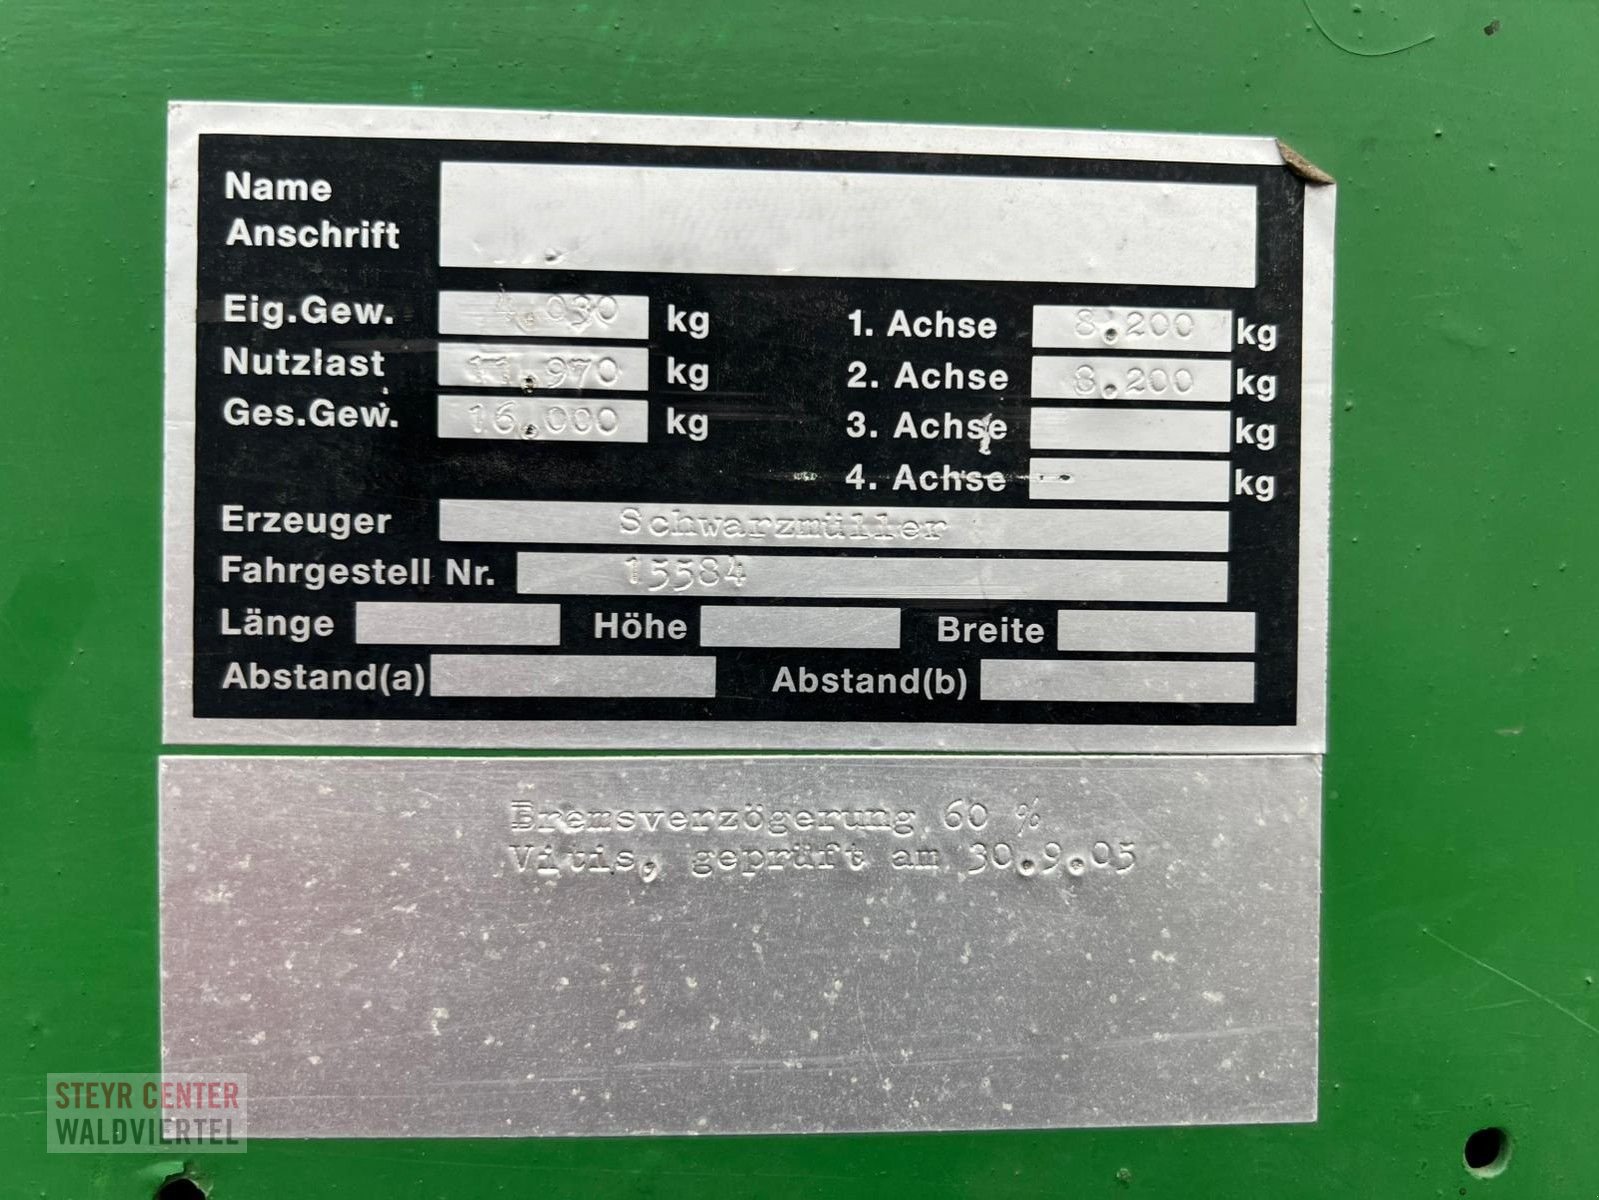 Name
Anschrift
Eig.Gew. 4.030 kg 1. Achse 8.200 kg
Nutzlast 11.970 kg 2. Achse 8.200 kg
Ges.Gew. 16.000 kg 3. Achse kg
4. Achse kg
Erzeuger Schwarzmüller
Fahrgestell Nr. 15584
Länge Höhe Breite
Abstand(a) Abstand(b)
Bremsverzögerung 60 %
Vitis, geprüft am 30.9.05
STEYR CENTER
WALDVIERTEL